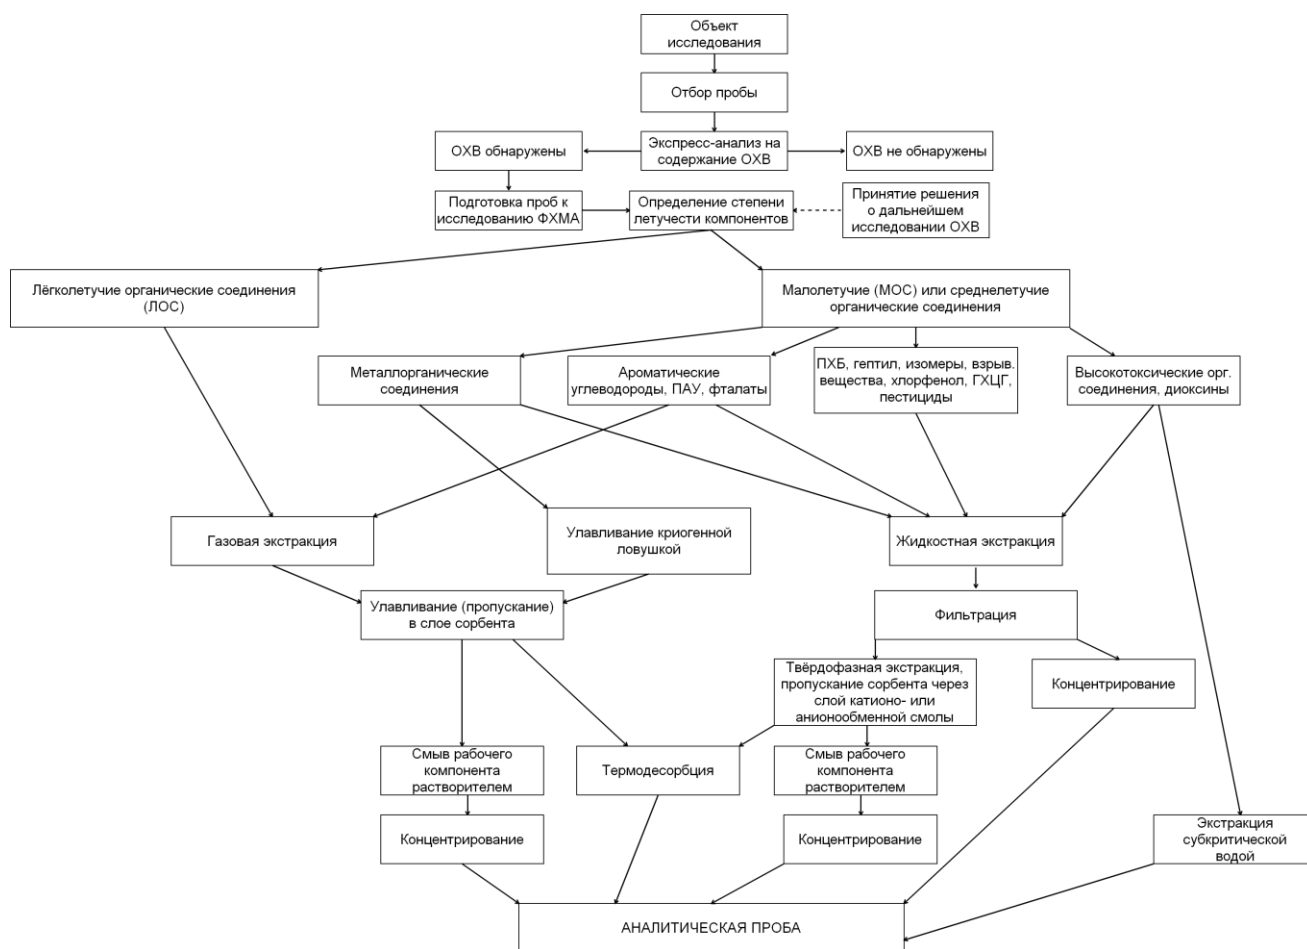 Объект
исследования
Отбор пробы
ОХВ обнаружены
Экспресс-анализ на
содержание ОХВ
ОХВ не обнаружены
Подготовка проб к
исследованию ФХМА
Определение степени
летучести компонентов
Принятие решения
о дальнейшем
исследовании ОХВ
Лёгколетучие органические соединения
(ЛОС)
Малолетучие (МОС) или среднелетучие
органические соединения
Металлорганические
соединения
Ароматические
углеводороды, ПАУ, фталаты
ПХБ, гептил, изомеры, взрыв.
вещества, хлорфенол, ГХЦГ,
пестициды
Высокотоксические орг.
соединения, диоксины
Газовая экстракция
Улавливание криогенной
ловушкой
Жидкостная экстракция
Улавливание (пропускание)
в слое сорбента
Фильтрация
Твёрдофазная экстракция,
пропускание сорбента через
слой катионо- или
анионообменной смолы
Концентрирование
Смыв рабочего
компонента
растворителем
Термодесорбция
Смыв рабочего
компонента
растворителем
Концентрирование
Концентрирование
Экстракция
субкритической
водой
АНАЛИТИЧЕСКАЯ ПРОБА